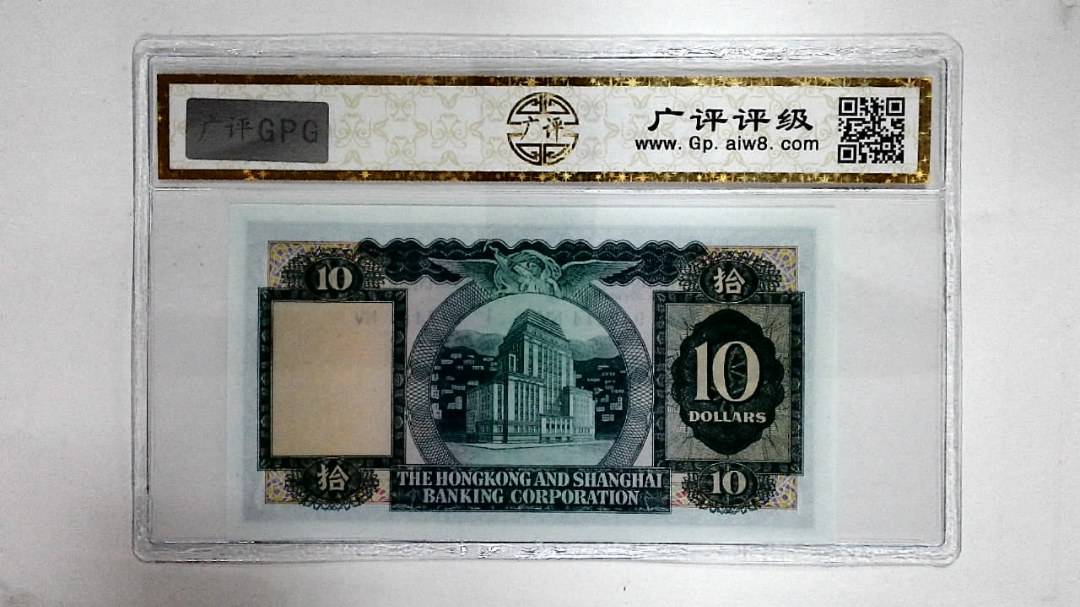 广评GPG
广评
广评评级
www. Gp. aiw8. com
10
拾
10
DOLLARS
拾
THE HONGKONG AND SHANGHAI
BANKING CORPORATION
10